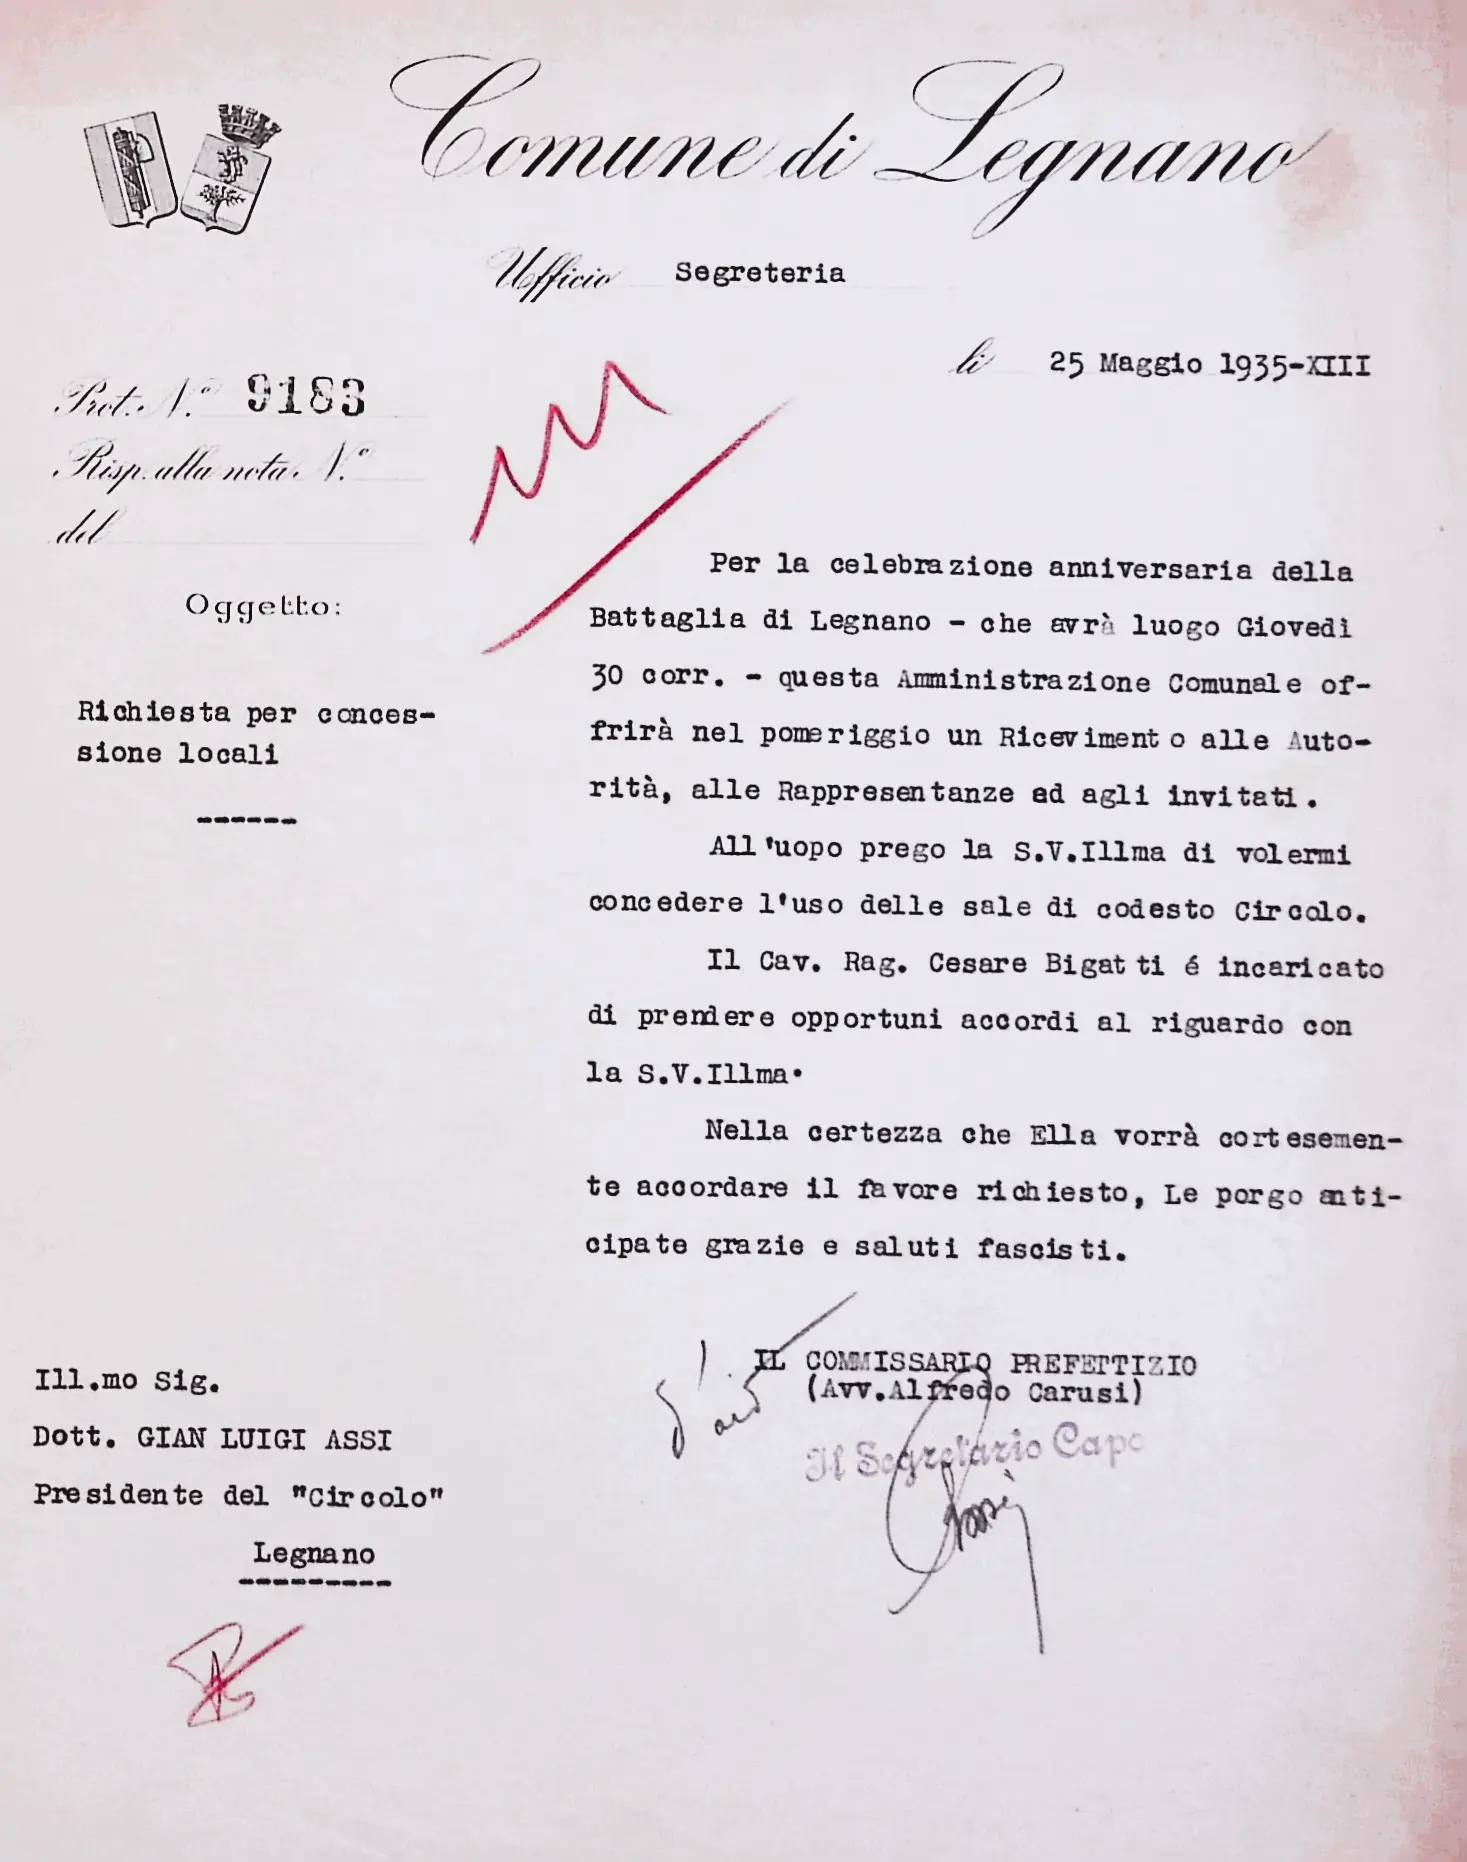 Comune di Legnano
Ufficio Segreteria
li 25 Maggio 1935-XIII
Prot. N.° 9183
Risp. alla nota N.°
del
Oggetto:
Richiesta per conces-
sione locali
Per la celebrazione anniversaria della
Battaglia di Legnano - che avrà luogo Giovedì
30 corr. - questa Amministrazione Comunale of-
frirà nel pomeriggio un Ricevimento alle Auto-
rità, alle Rappresentanze ed agli invitati.
All'uopo prego la S.V.Illma di volermi
concedere l'uso delle sale di codesto Circolo.
Il Cav. Rag. Cesare Bigatti é incaricato
di prendere opportuni accordi al riguardo con
la S.V.Illma.
Nella certezza che Ella vorrà cortesemen-
te accordare il favore richiesto, Le porgo anti-
cipate grazie e saluti fascisti.
IL COMMISSARIO PREFETTIZIO
(Avv.Alfredo Carusi)
Il Segretario Capo
Ill.mo Sig.
Dott. GIAN LUIGI ASSI
Presidente del "Circolo"
Legnano